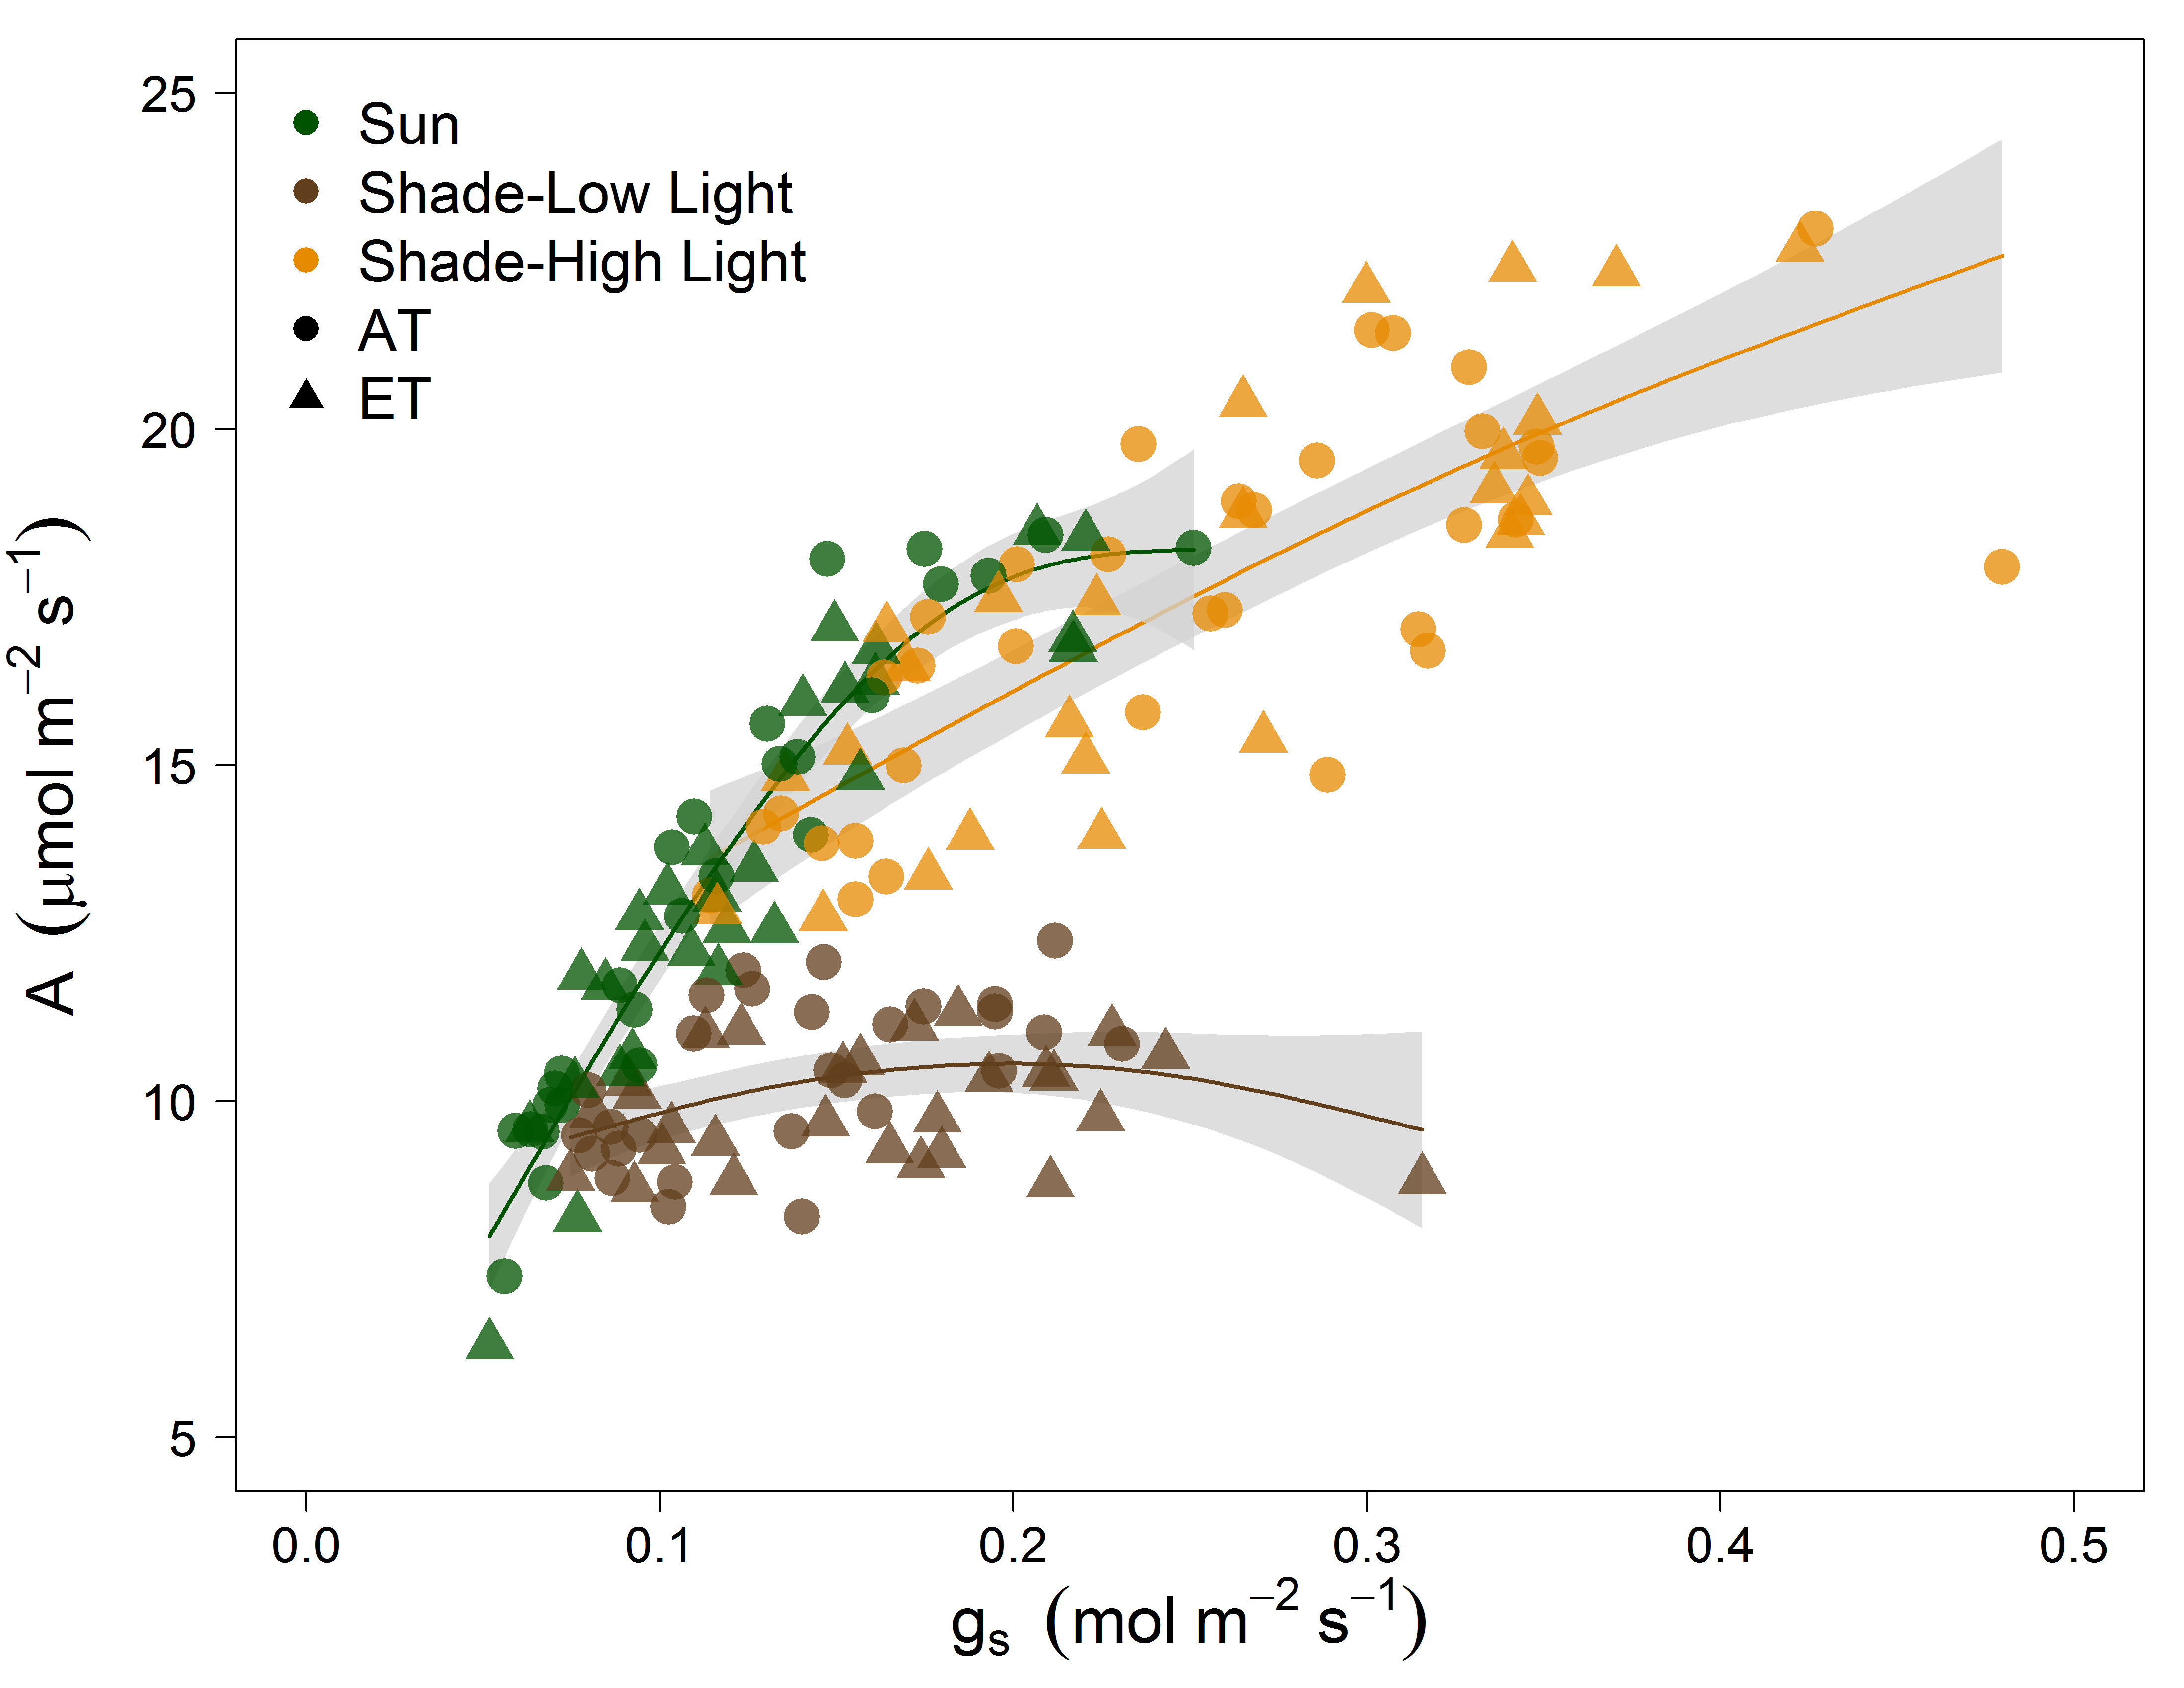 25
20
15
10
5
Sun
Shade-Low Light
Shade-High Light
AT
ET
A (μmol m⁻² s⁻¹)
0.0 0.1 0.2 0.3 0.4 0.5
gₛ (mol m⁻² s⁻¹)